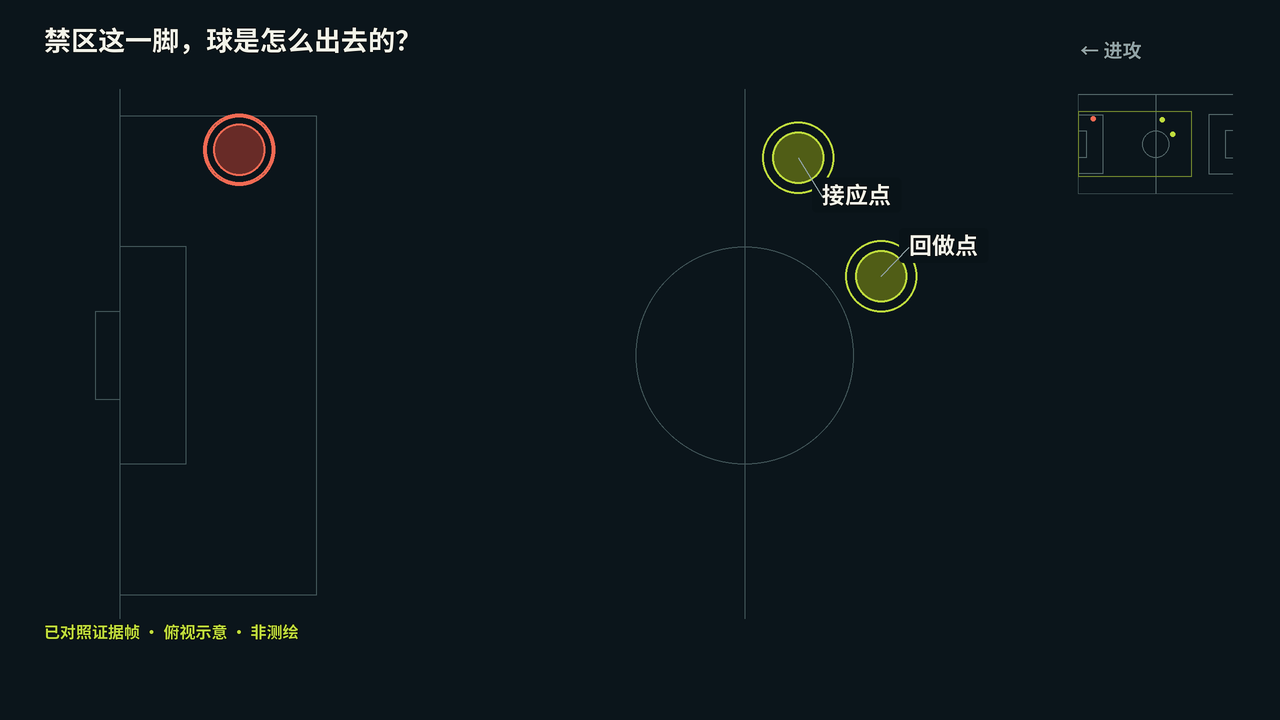 禁区这一脚，球是怎么出去的？
← 进攻
接应点
回做点
已对照证据帧 · 俯视示意 · 非测绘